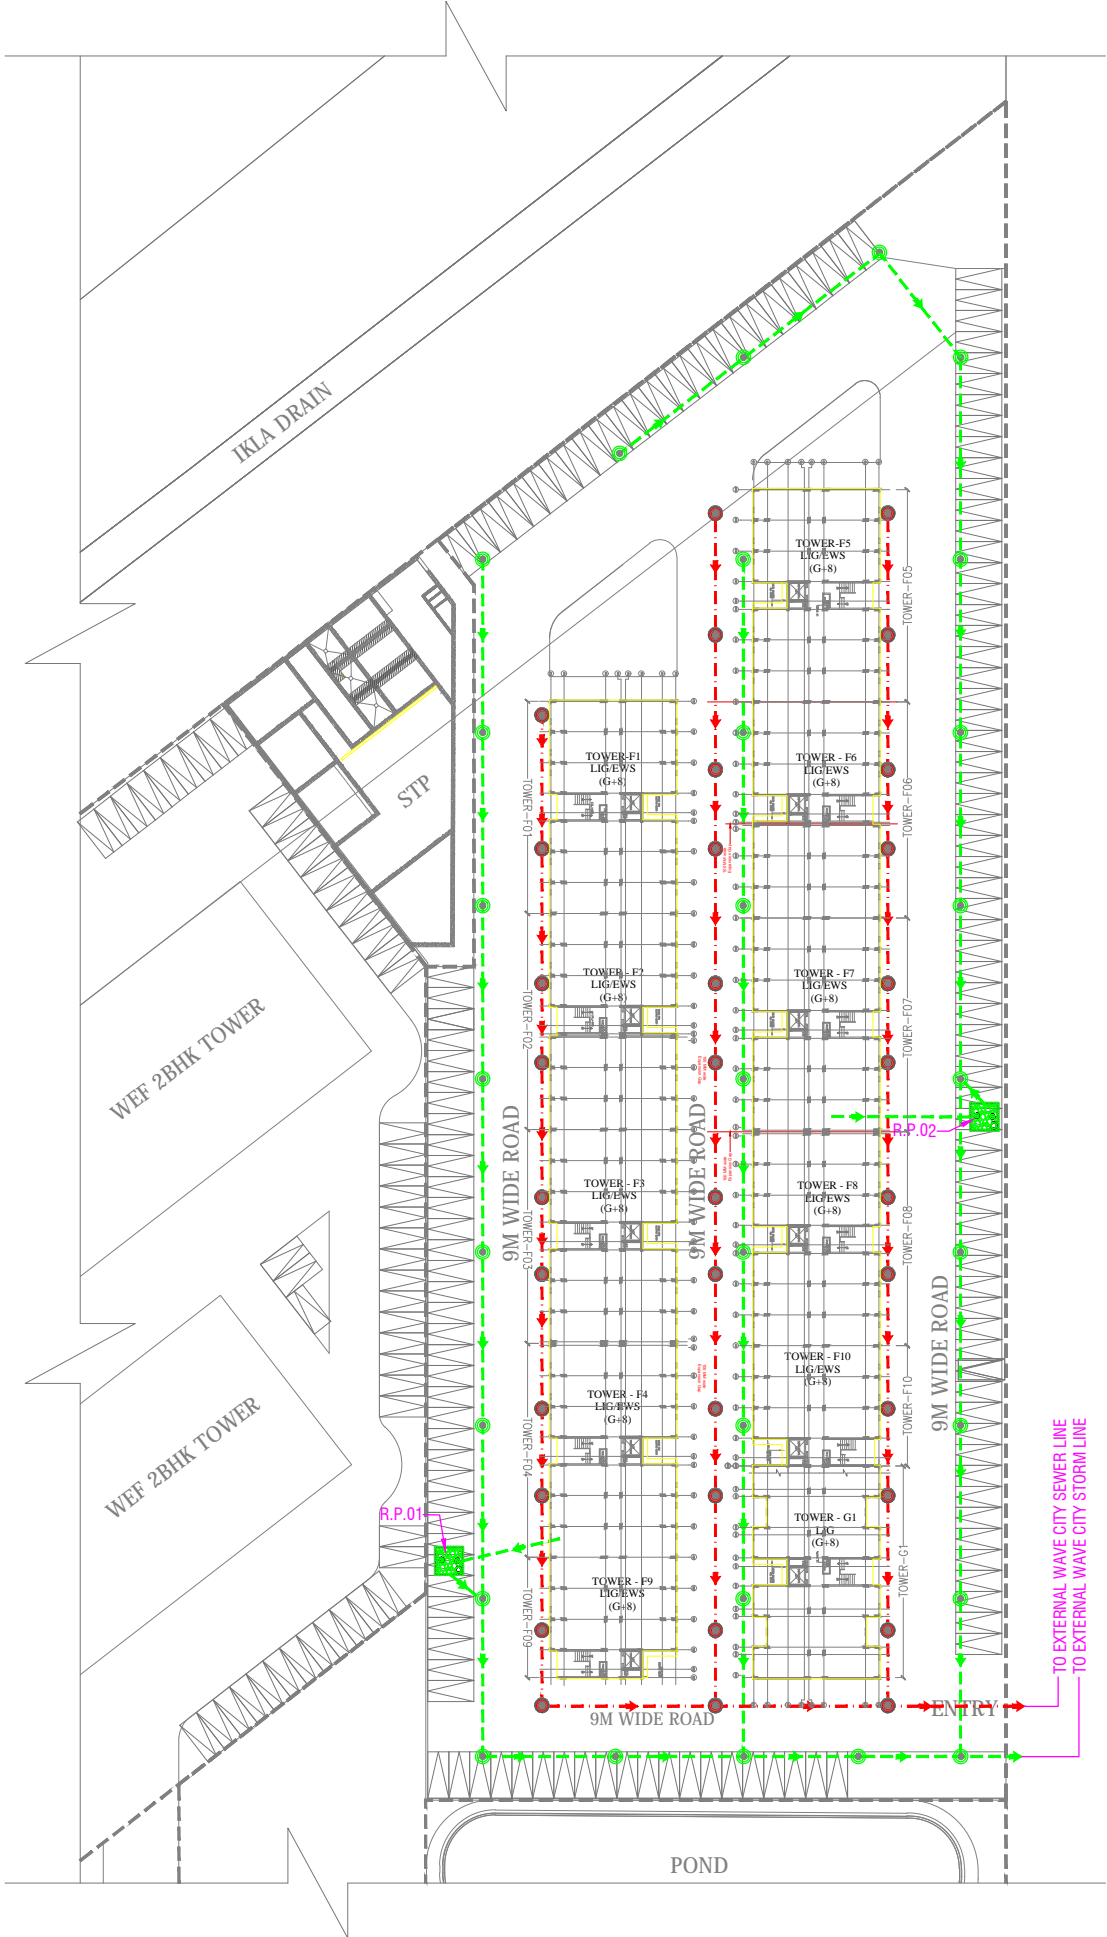 IKLA DRAIN
TOWER-F5
LIG/EWS
(G+8)
TOWER-F05
TOWER-F1
LIG/EWS
(G+8)
TOWER - F6
LIG/EWS
(G+8)
STP
TOWER-F01
TOWER-F06
TOWER - F2
LIG/EWS
(G+8)
TOWER - F7
LIG/EWS
(G+8)
TOWER-F02
TOWER-F07
WEF 2BHK TOWER
R.P.02
9M WIDE ROAD
9M WIDE ROAD
TOWER - F3
LIG/EWS
(G+8)
TOWER - F8
LIG/EWS
(G+8)
TOWER-F03
TOWER-F08
9M WIDE ROAD
TOWER - F10
LIG/EWS
(G+8)
TOWER - F4
LIG/EWS
(G+8)
TOWER-F10
TOWER-F04
WEF 2BHK TOWER
R.P.01
TOWER - G1
LIG
(G+8)
TOWER-G1
TOWER - F9
LIG/EWS
(G+8)
TOWER-F09
TO EXTERNAL WAVE CITY SEWER LINE
TO EXTERNAL WAVE CITY STORM LINE
ENTRY
9M WIDE ROAD
POND